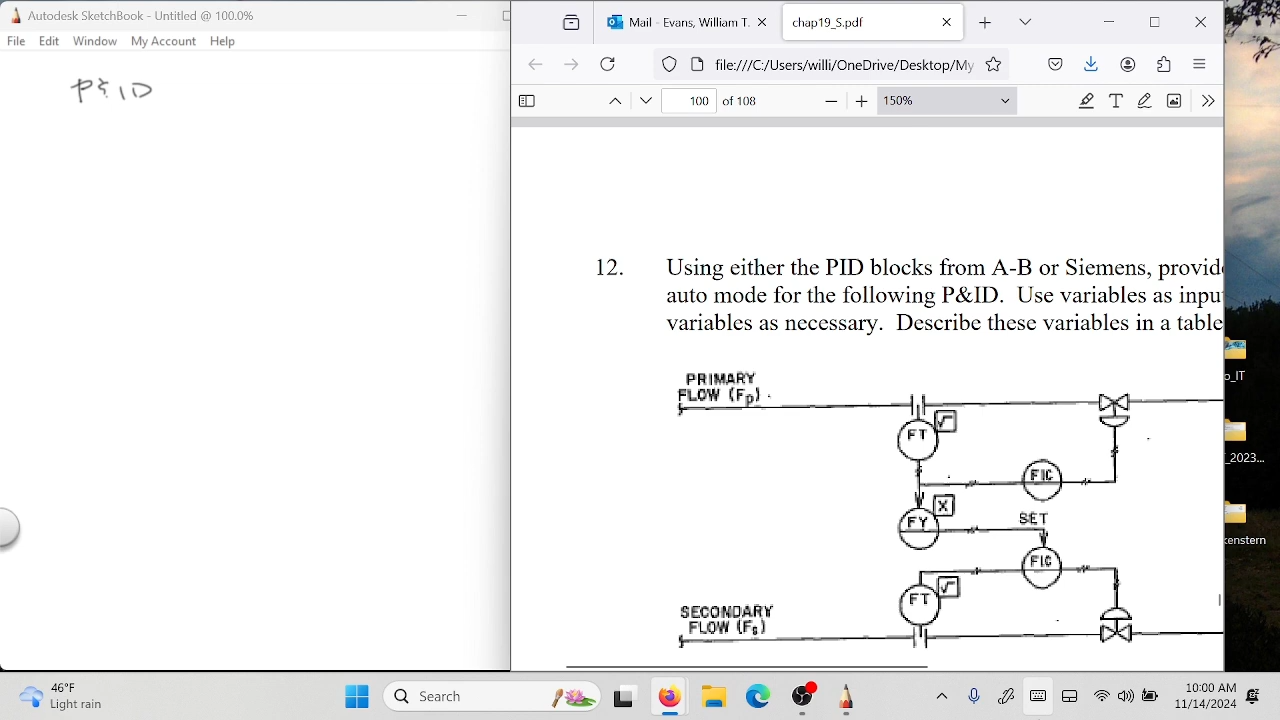 Autodesk SketchBook - Untitled @ 100.0%
File Edit Window My Account Help
P&ID
Mail - Evans, William T.
chap19_S.pdf
file:///C:/Users/willi/OneDrive/Desktop/My
100 of 108
150%
12. Using either the PID blocks from A-B or Siemens, provide
auto mode for the following P&ID. Use variables as inpu
variables as necessary. Describe these variables in a table
PRIMARY
FLOW (Fp)
FT
√
FIC
X
FY
SET
FIC
√
FT
SECONDARY
FLOW (Fs)
o_IT
_2023...
kenstern
46°F
Light rain
Search
10:00 AM
11/14/2024